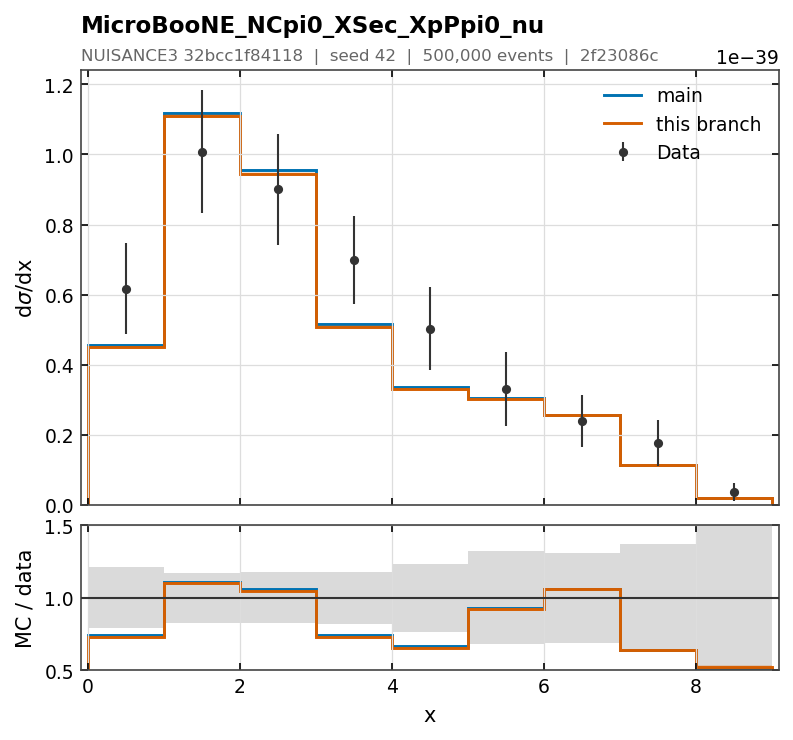 MicroBooNE_NCpi0_XSec_XpPpi0_nu
NUISANCE3 32bcc1f84118 | seed 42 | 500,000 events | 2f23086c
1e−39
main
this branch
Data
dσ/dx
1.2
1.0
0.8
0.6
0.4
0.2
0.0
MC / data
1.5
1.0
0.5
0 2 4 6 8
x